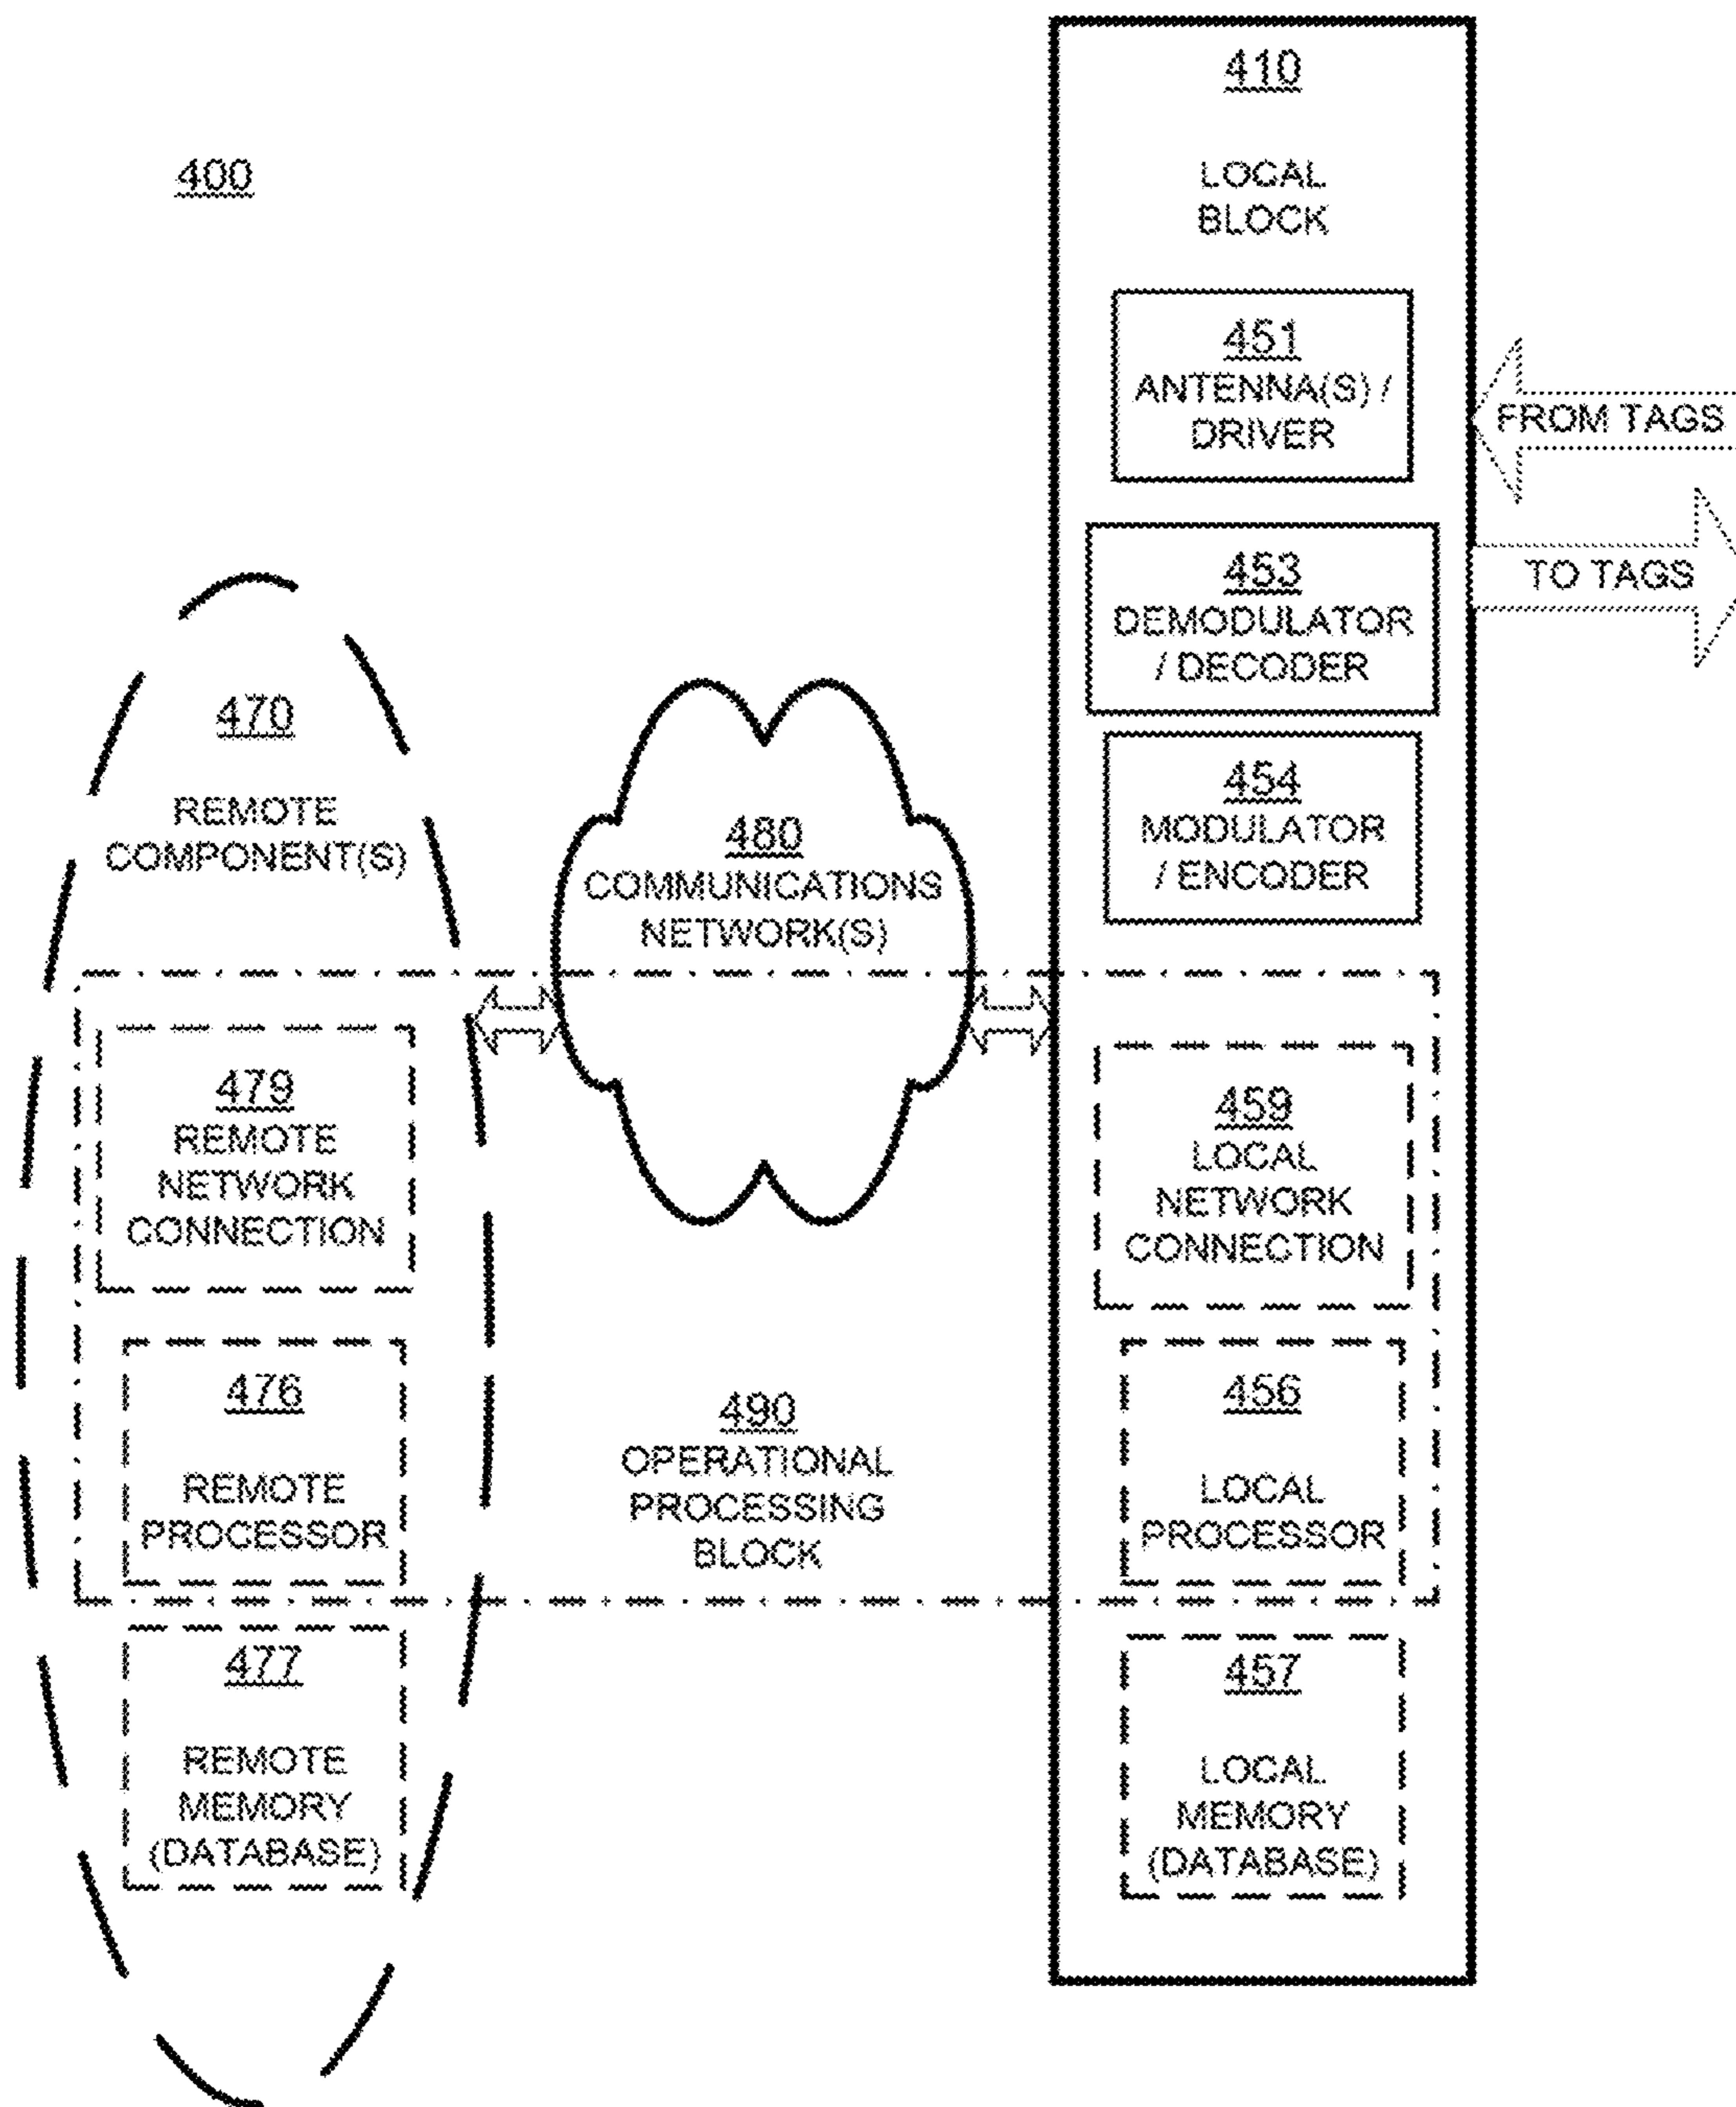 400
410
LOCAL
BLOCK
451
ANTENNA(S) /
DRIVER
FROM TAGS
453
DEMODULATOR
/ DECODER
TO TAGS
454
MODULATOR
/ ENCODER
470
REMOTE
COMPONENT(S)
480
COMMUNICATIONS
NETWORK(S)
479
REMOTE
NETWORK
CONNECTION
459
LOCAL
NETWORK
CONNECTION
476
REMOTE
PROCESSOR
490
OPERATIONAL
PROCESSING
BLOCK
456
LOCAL
PROCESSOR
477
REMOTE
MEMORY
(DATABASE)
457
LOCAL
MEMORY
(DATABASE)